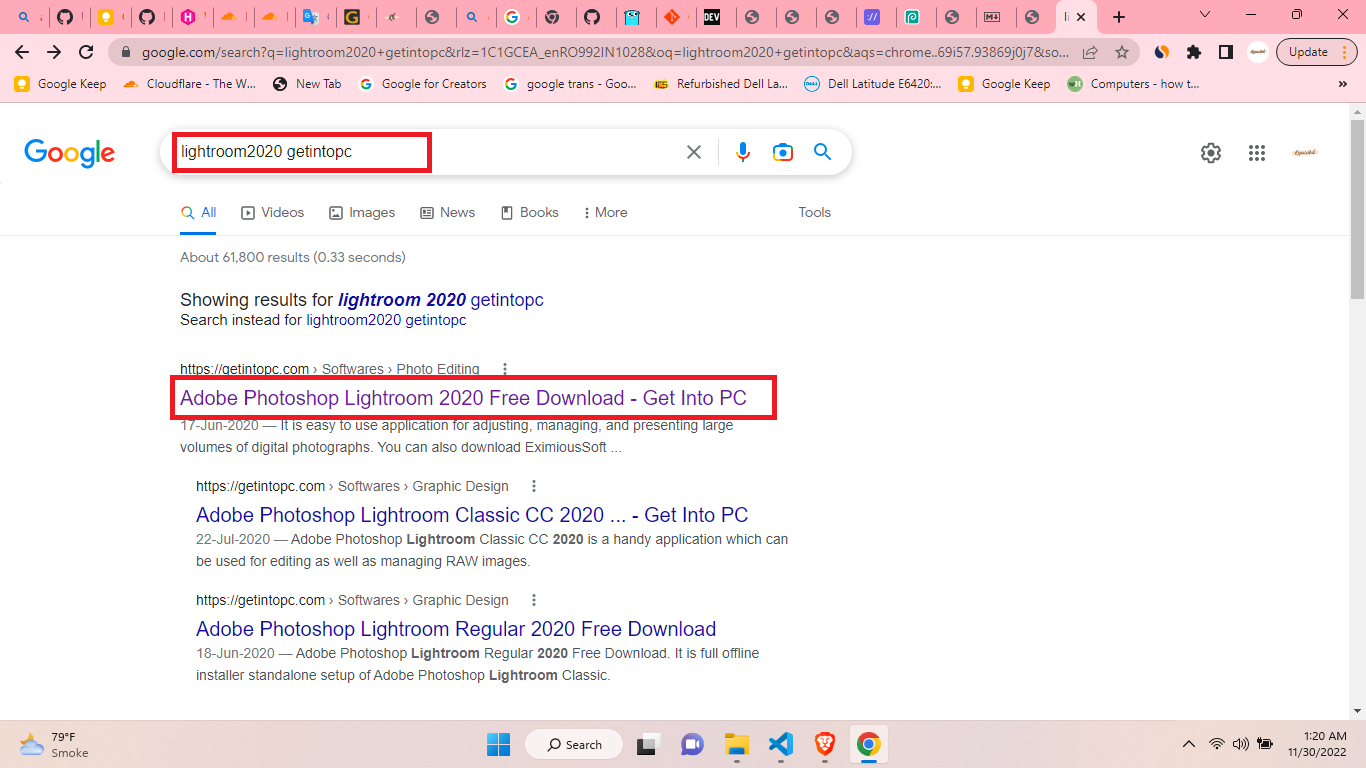 google.com/search?q=lightroom2020+getintopc&rlz=1C1GCEA_enRO992IN1028&oq=lightroom2020+getintopc&aqs=chrome..69i57.93869j0j7&so...
Update
Google Keep
Cloudflare - The W...
New Tab
Google for Creators
google trans - Goo...
Refurbished Dell La...
Dell Latitude E6420:...
Google Keep
Computers - how t...
»
Google
lightroom2020 getintopc
All
Videos
Images
News
Books
More
Tools
About 61,800 results (0.33 seconds)
Showing results for lightroom 2020 getintopc
Search instead for lightroom2020 getintopc
https://getintopc.com › Softwares › Photo Editing
Adobe Photoshop Lightroom 2020 Free Download - Get Into PC
17-Jun-2020 — It is easy to use application for adjusting, managing, and presenting large
volumes of digital photographs. You can also download EximiousSoft ...
https://getintopc.com › Softwares › Graphic Design
Adobe Photoshop Lightroom Classic CC 2020 ... - Get Into PC
22-Jul-2020 — Adobe Photoshop Lightroom Classic CC 2020 is a handy application which can
be used for editing as well as managing RAW images.
https://getintopc.com › Softwares › Graphic Design
Adobe Photoshop Lightroom Regular 2020 Free Download
18-Jun-2020 — Adobe Photoshop Lightroom Regular 2020 Free Download. It is full offline
installer standalone setup of Adobe Photoshop Lightroom Classic.
79°F
Smoke
Search
1:20 AM
11/30/2022